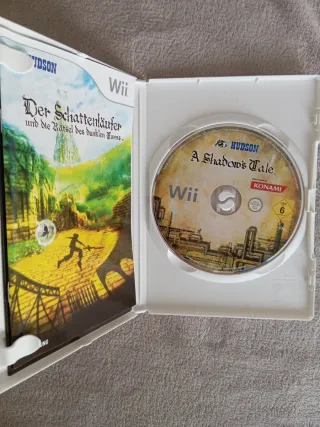 HUDSON
Wii
Der Schattenläufer
und die Rätsel des dunklen Turms
HUDSON
A Shadow's Tale
Wii
KONAMI
6